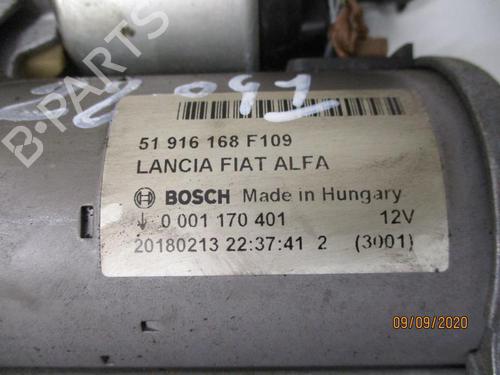 B-PARTS
51 916 168 F109
LANCIA FIAT ALFA
BOSCH Made in Hungary
0 001 170 401 12V
20180213 22:37:41 2 (3001)
09/09/2020